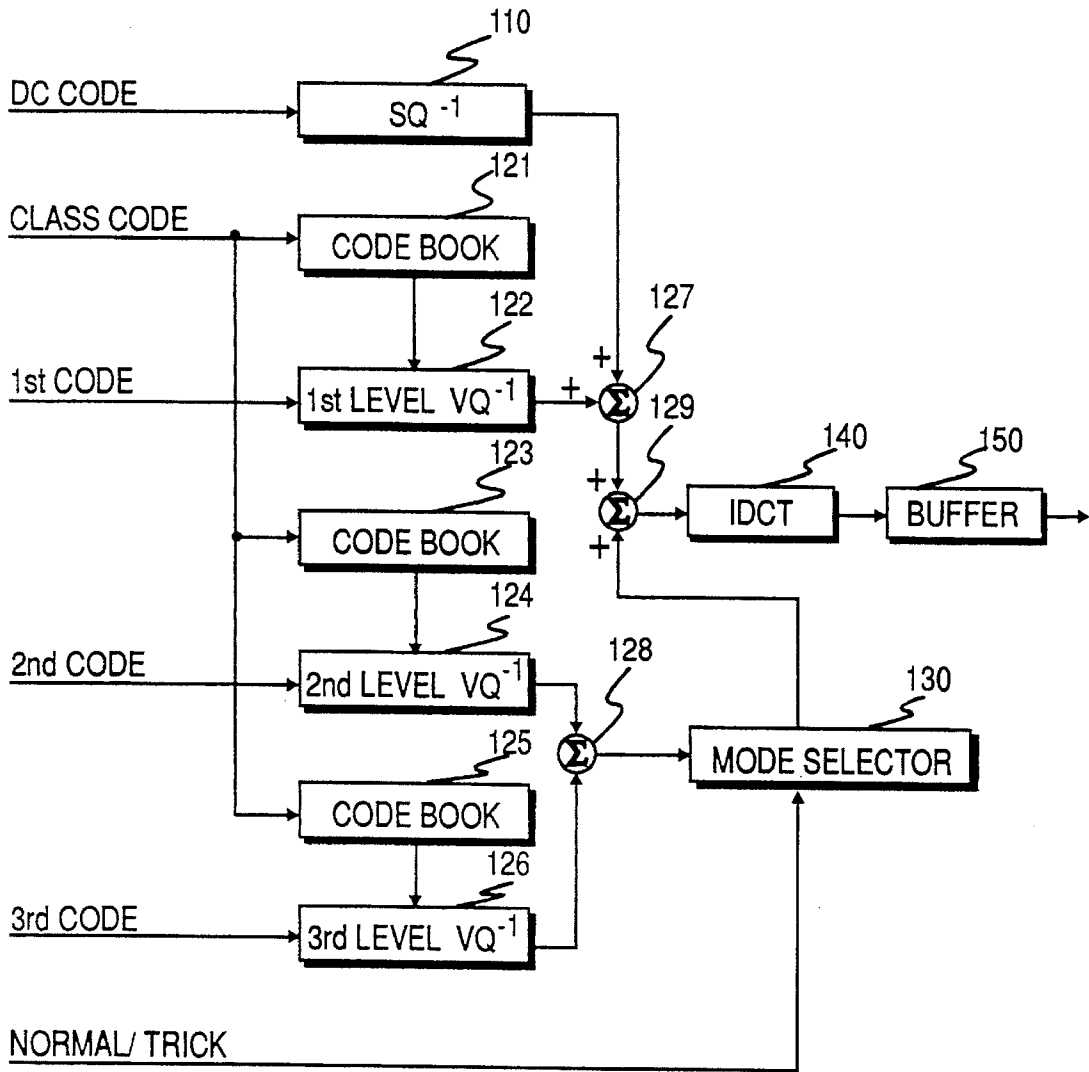 110
DC CODE
SQ -1
121
CLASS CODE
CODE BOOK
122
127
1st CODE
1st LEVEL VQ-1
+
+
Σ
129
123
140
150
+
Σ
IDCT
BUFFER
CODE BOOK
+
124
128
2nd CODE
2nd LEVEL VQ-1
130
125
Σ
MODE SELECTOR
CODE BOOK
126
3rd CODE
3rd LEVEL VQ-1
NORMAL/ TRICK